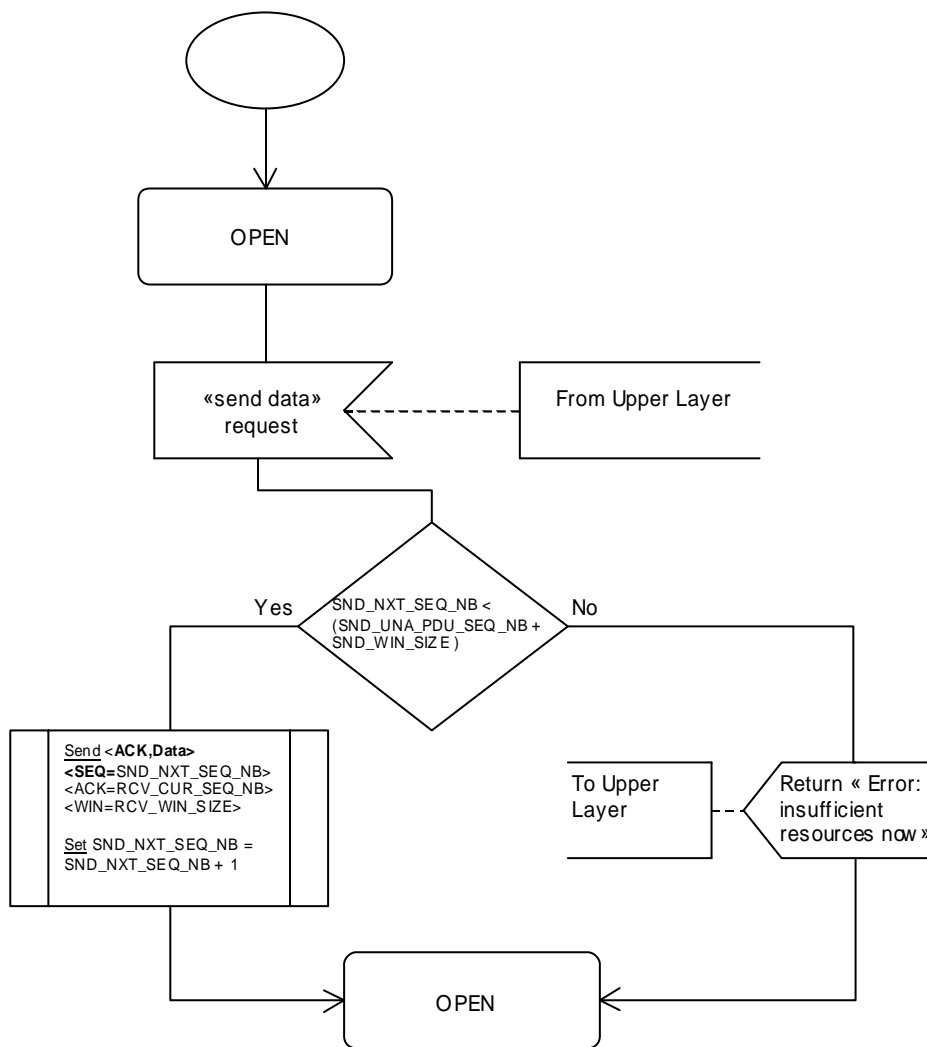 OPEN
«send data»
request
From Upper Layer
Yes
SND_NXT_SEQ_NB <
(SND_UNA_PDU_SEQ_NB +
SND_WIN_SIZE )
No
Send <ACK,Data>
<SEQ=SND_NXT_SEQ_NB>
<ACK=RCV_CUR_SEQ_NB>
<WIN=RCV_WIN_SIZE>
Set SND_NXT_SEQ_NB =
SND_NXT_SEQ_NB + 1
To Upper
Layer
Return « Error:
insufficient
resources now»
OPEN